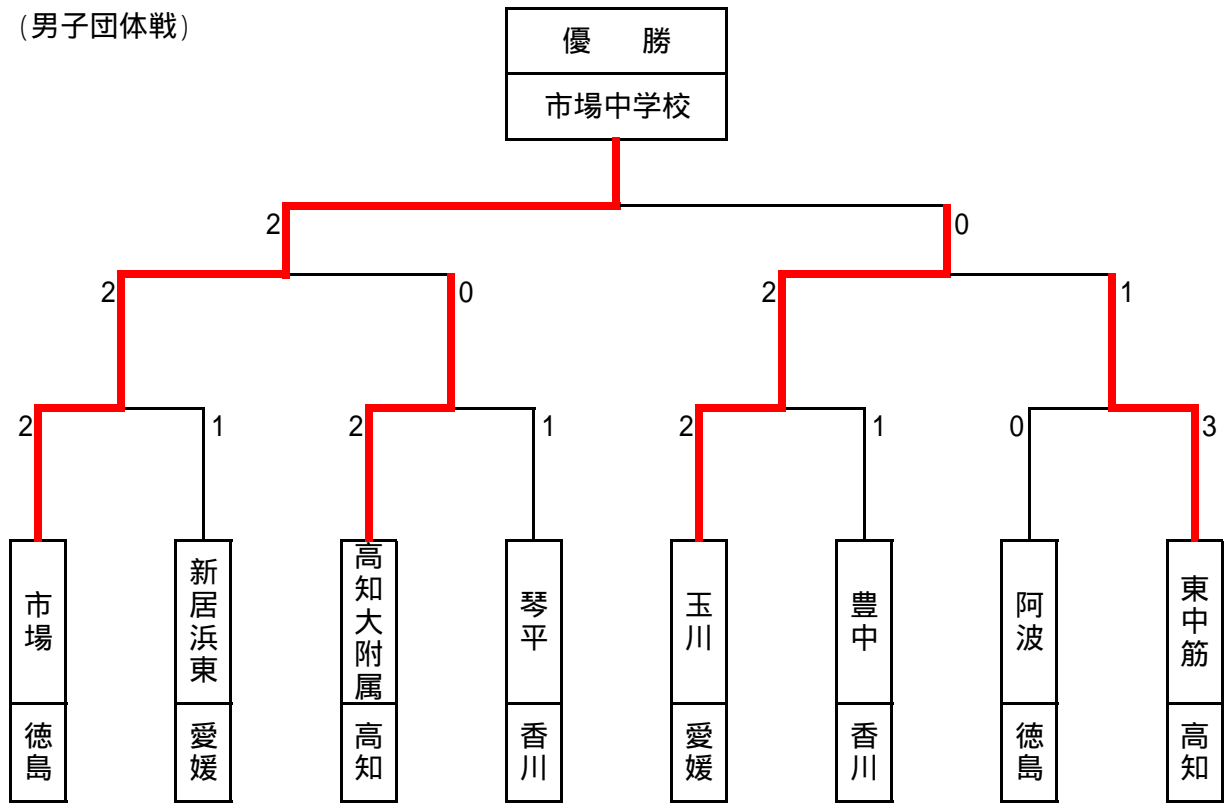 (男子団体戦)
優　勝
市場中学校
2
0
2
0
2
1
2
1
2
1
2
1
0
3
市場
新居浜東
高知大附属
琴平
玉川
豊中
阿波
東中筋
徳島
愛媛
高知
香川
愛媛
香川
徳島
高知